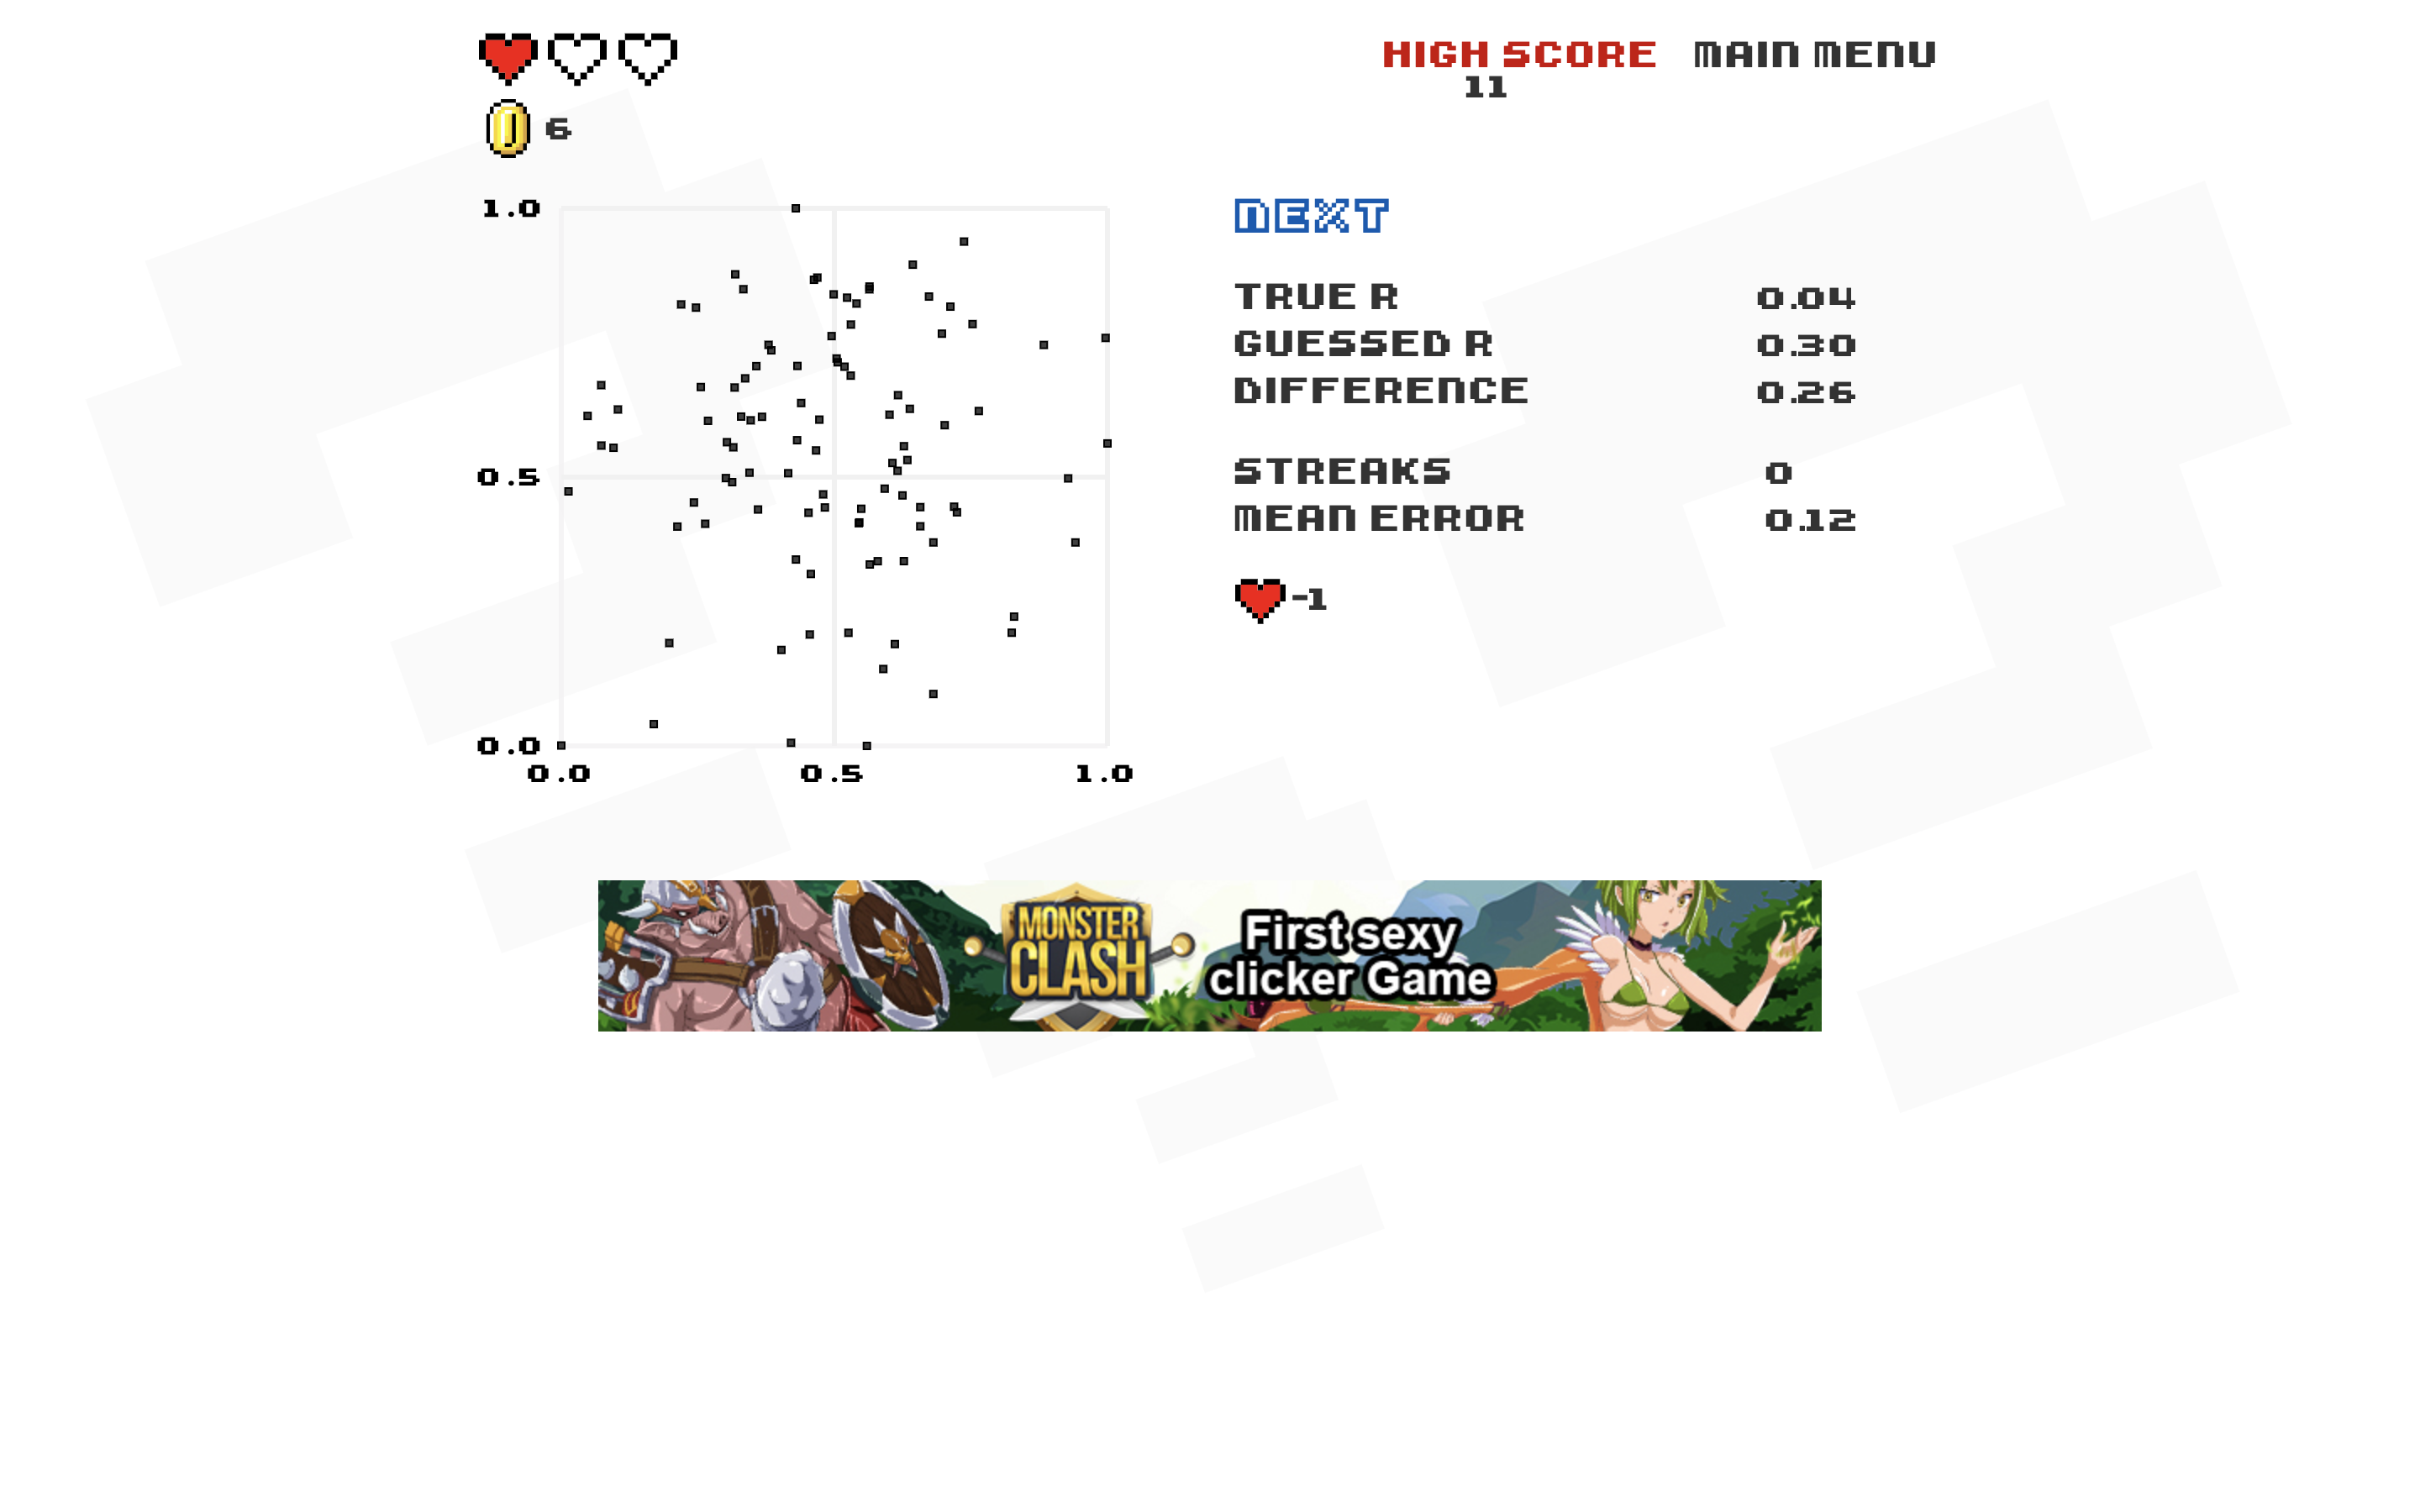 HIGH SCORE MAIN MENU
11
6
1.0
0.5
0.0
0.0 0.5 1.0
NEXT
TRUE R 0.04
GUESSED R 0.30
DIFFERENCE 0.26
STREAKS 0
MEAN ERROR 0.12
-1
MONSTER
CLASH
First sexy
clicker Game